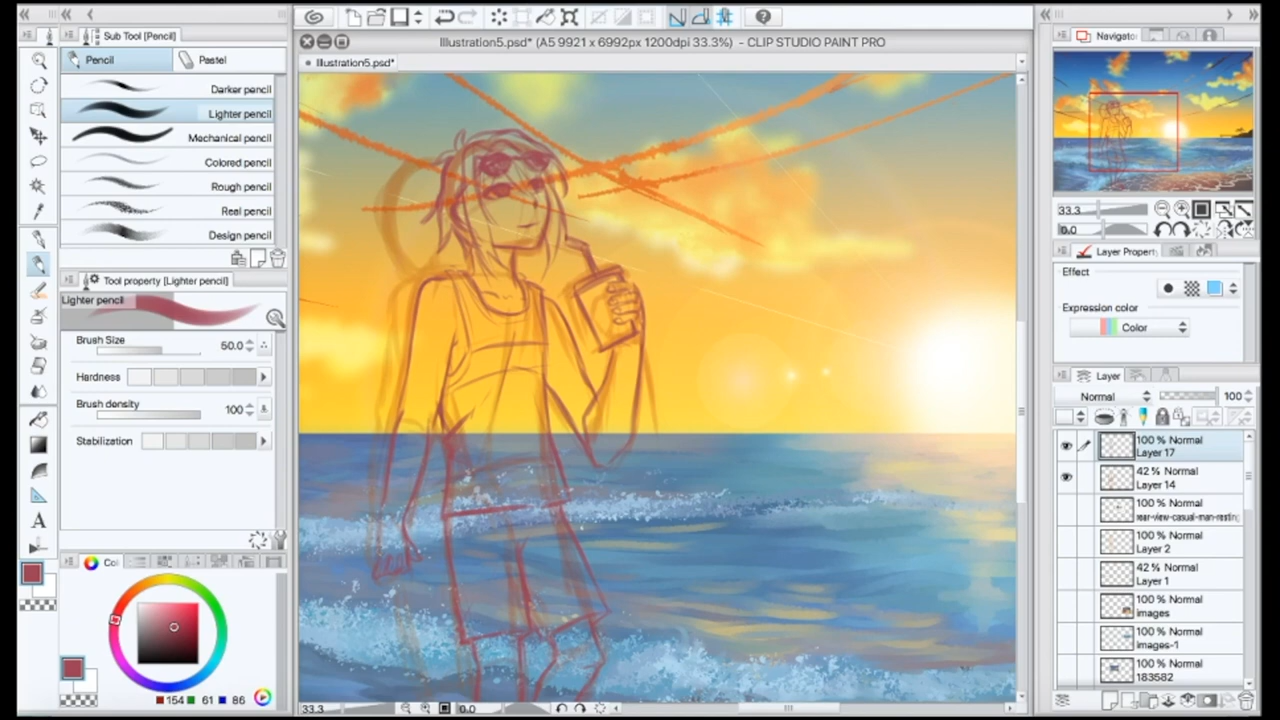 Sub Tool [Pencil]
Pencil
Pastel
Darker pencil
Lighter pencil
Mechanical pencil
Colored pencil
Rough pencil
Real pencil
Design pencil
Tool property [Lighter pencil]
Lighter pencil
Brush Size
50.0
Hardness
Brush density
100
Stabilization
A
Col
154 61 86
Illustration5.psd* (A5 9921 x 6992px 1200dpi 33.3%) - CLIP STUDIO PAINT PRO
Illustration5.psd*
33.3
0.0
Navigator
33.3
0.0
Layer Property
Effect
Expression color
Color
Layer
Normal
100
100 % Normal
Layer 17
42 % Normal
Layer 14
100 % Normal
rear-view-casual-man-resting
100 % Normal
Layer 2
42 % Normal
Layer 1
100 % Normal
images
100 % Normal
images-1
100 % Normal
183582